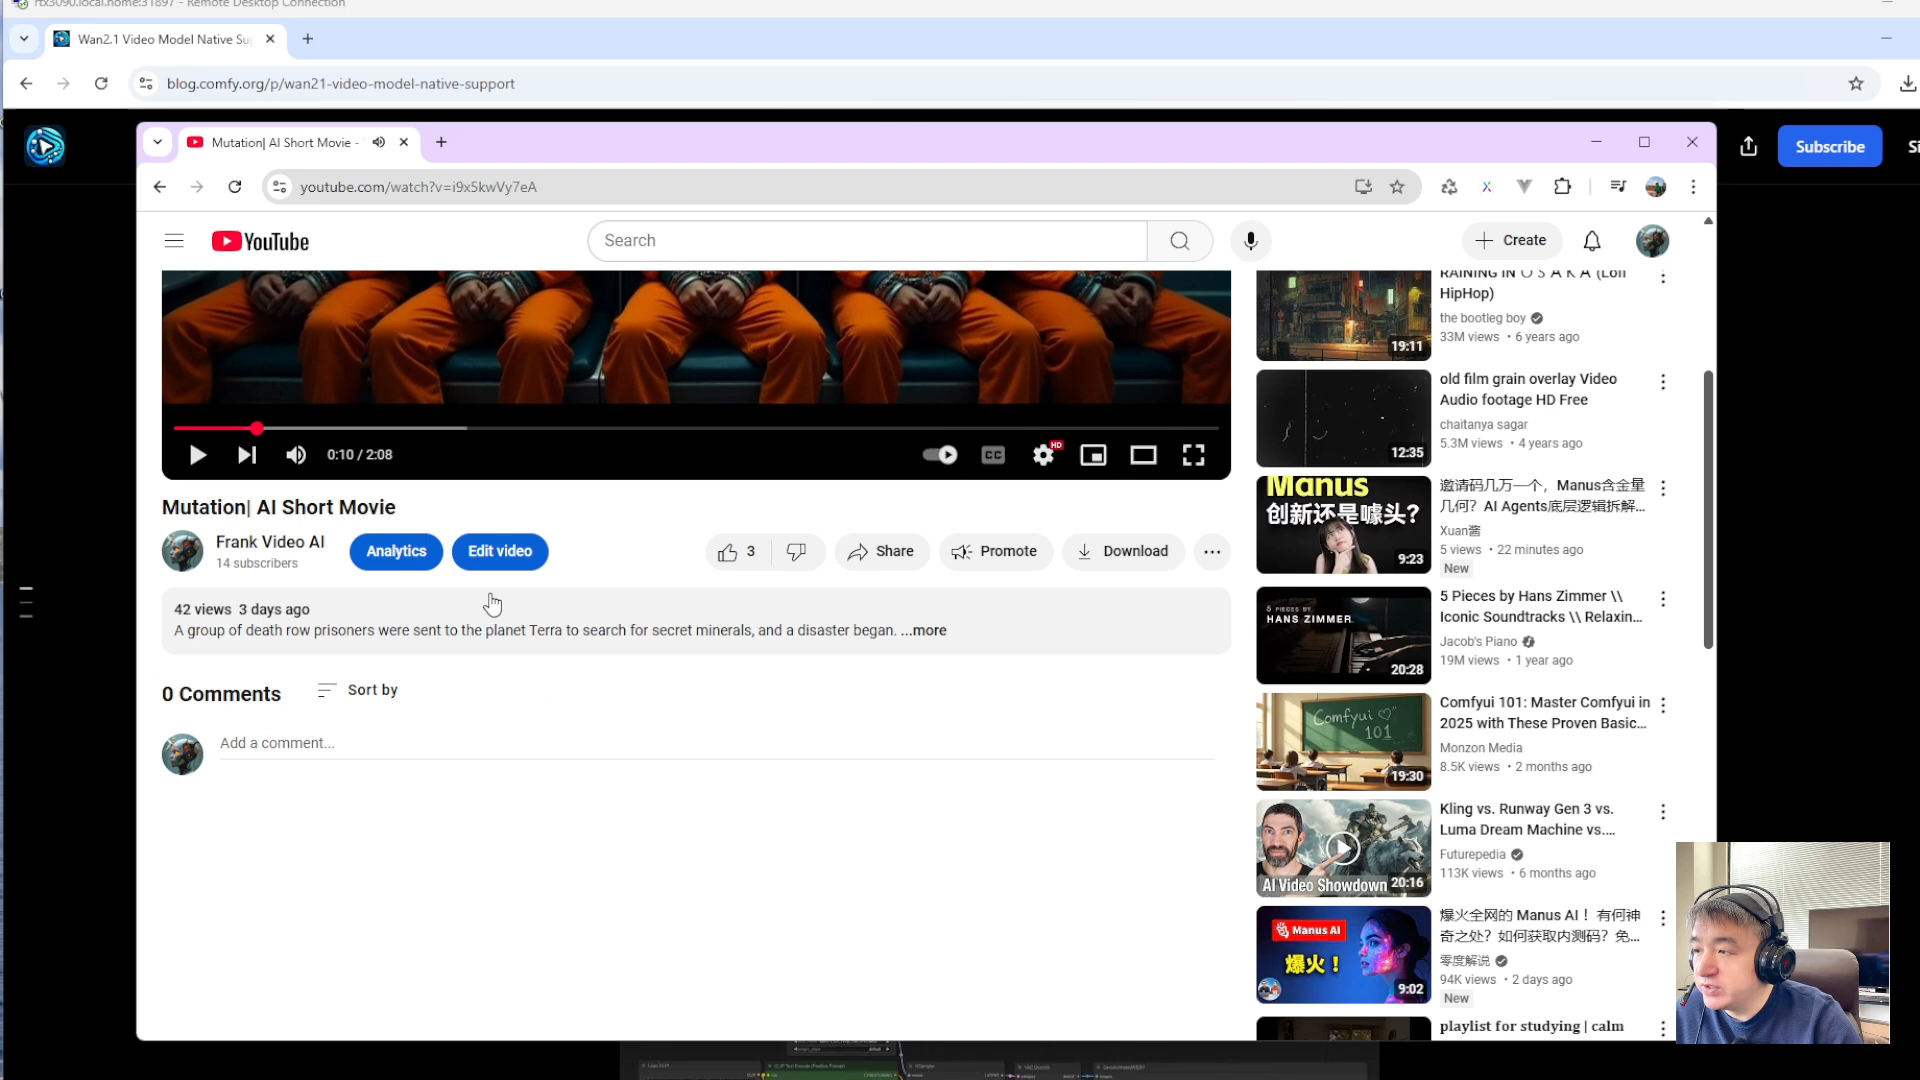 rtx3090.local.home:31897 - Remote Desktop Connection
Wan2.1 Video Model Native Su
blog.comfy.org/p/wan21-video-model-native-support
Subscribe
Mutation| AI Short Movie -
youtube.com/watch?v=i9x5kwVy7eA
YouTube
Search
Create
HD
CC
0:10 / 2:08
Mutation| AI Short Movie
Frank Video AI
14 subscribers
Analytics
Edit video
3
Share
Promote
Download
42 views 3 days ago
A group of death row prisoners were sent to the planet Terra to search for secret minerals, and a disaster began. ...more
0 Comments
Sort by
Add a comment...
RAINING IN O S A K A (Lofi
HipHop)
the bootleg boy
33M views • 6 years ago
19:11
old film grain overlay Video
Audio footage HD Free
chaitanya sagar
5.3M views • 4 years ago
12:35
Manus
创新还是噱头?
9:23
邀请码几万一个，Manus含金量
几何？AI Agents底层逻辑拆解...
Xuan酱
5 views • 22 minutes ago
New
5 PIECES BY
HANS ZIMMER
20:28
5 Pieces by Hans Zimmer \\
Iconic Soundtracks \\ Relaxin...
Jacob's Piano
19M views • 1 year ago
Comfyui
101
19:30
Comfyui 101: Master Comfyui in
2025 with These Proven Basic...
Monzon Media
8.5K views • 2 months ago
AI Video Showdown
20:16
Kling vs. Runway Gen 3 vs.
Luma Dream Machine vs....
Futurepedia
113K views • 6 months ago
Manus AI
爆火！
9:02
爆火全网的 Manus AI！有何神
奇之处？如何获取内测码？免...
零度解说
94K views • 2 days ago
New
playlist for studying | calm